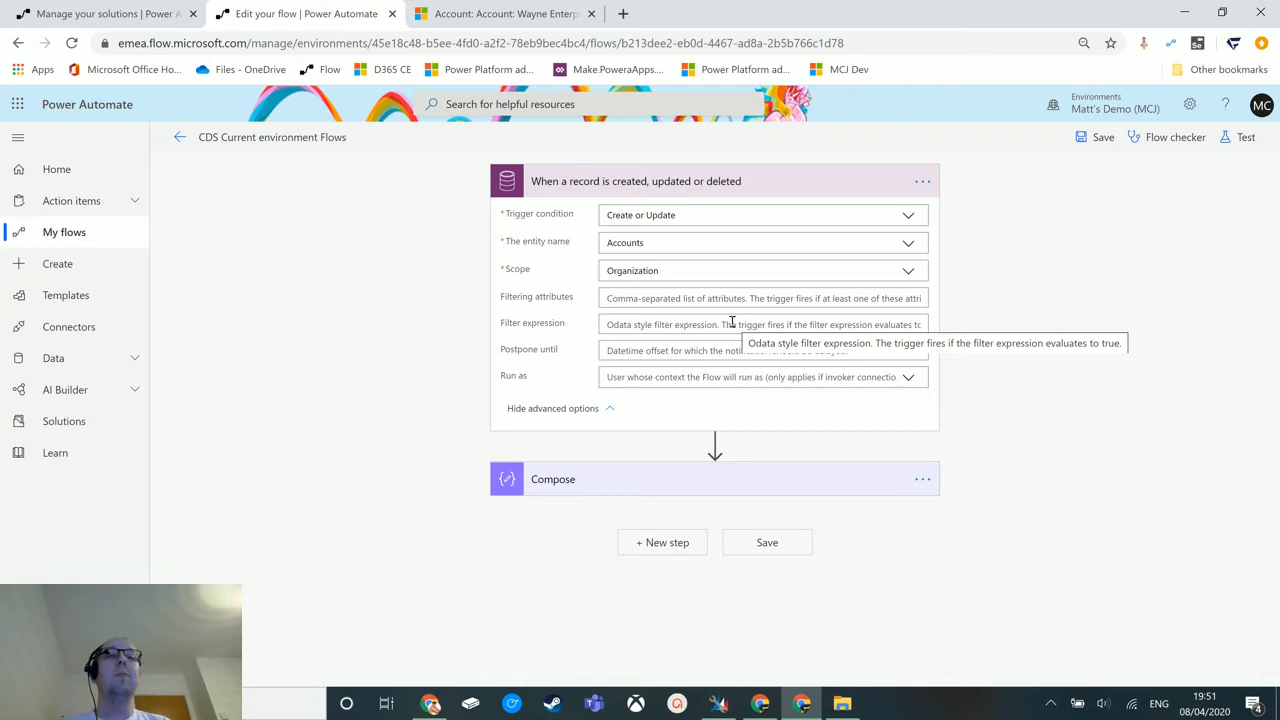 Manage your solutions | Power A
Edit your flow | Power Automate
Account: Account: Wayne Enterp
emea.flow.microsoft.com/manage/environments/45e18c48-b5ee-4fd0-a2f2-78eb9bec4bc4/flows/b213dee2-eb0d-4467-ad8a-2b5b766c1d78
Apps
Microsoft Office Ho...
Files - OneDrive
Flow
D365 CE
Power Platform ad...
Make.PoweraApps....
Power Platform ad...
MCJ Dev
Other bookmarks
Power Automate
Search for helpful resources
Environments
Matt's Demo (MCJ)
MC
CDS Current environment Flows
Save
Flow checker
Test
Home
Action items
My flows
Create
Templates
Connectors
Data
AI Builder
Solutions
Learn
When a record is created, updated or deleted
* Trigger condition
Create or Update
* The entity name
Accounts
* Scope
Organization
Filtering attributes
Comma-separated list of attributes. The trigger fires if at least one of these attri
Filter expression
Odata style filter expression. The trigger fires if the filter expression evaluates to
Odata style filter expression. The trigger fires if the filter expression evaluates to true.
Postpone until
Datetime offset for which the
Run as
User whose context the Flow will run as (only applies if invoker connectio
Hide advanced options
Compose
+ New step
Save
ENG
19:51
08/04/2020
4